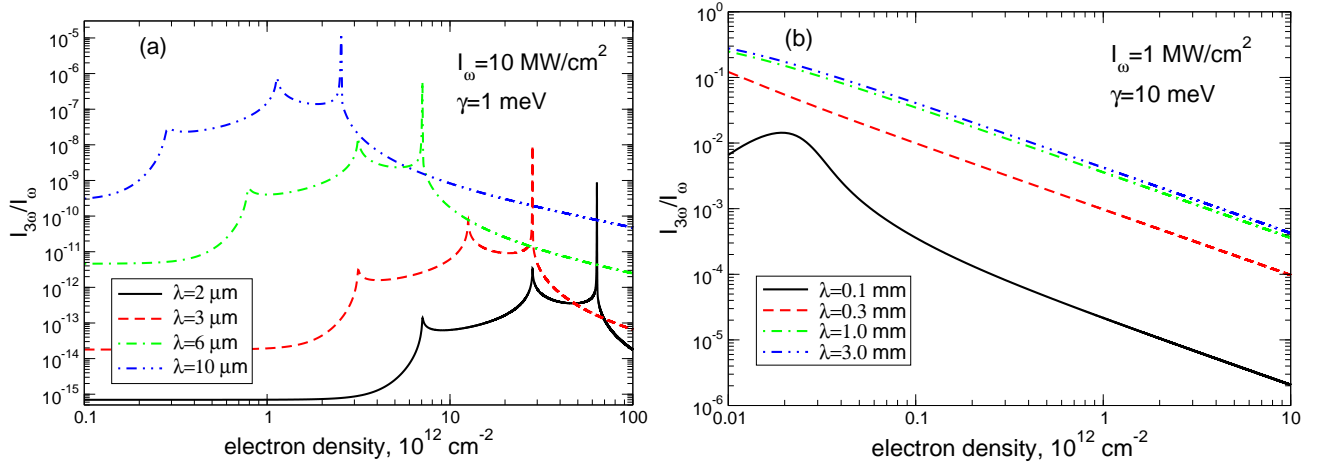 (a)
I_ω=10 MW/cm²
γ=1 meV
I_3ω/I_ω
10⁻⁵
10⁻⁶
10⁻⁷
10⁻⁸
10⁻⁹
10⁻¹⁰
10⁻¹¹
10⁻¹²
10⁻¹³
10⁻¹⁴
10⁻¹⁵
λ=2 μm
λ=3 μm
λ=6 μm
λ=10 μm
0.1 1 10 100
electron density, 10¹² cm⁻²
(b)
I_ω=1 MW/cm²
γ=10 meV
I_3ω/I_ω
10⁰
10⁻¹
10⁻²
10⁻³
10⁻⁴
10⁻⁵
10⁻⁶
λ=0.1 mm
λ=0.3 mm
λ=1.0 mm
λ=3.0 mm
0.01 0.1 1 10
electron density, 10¹² cm⁻²